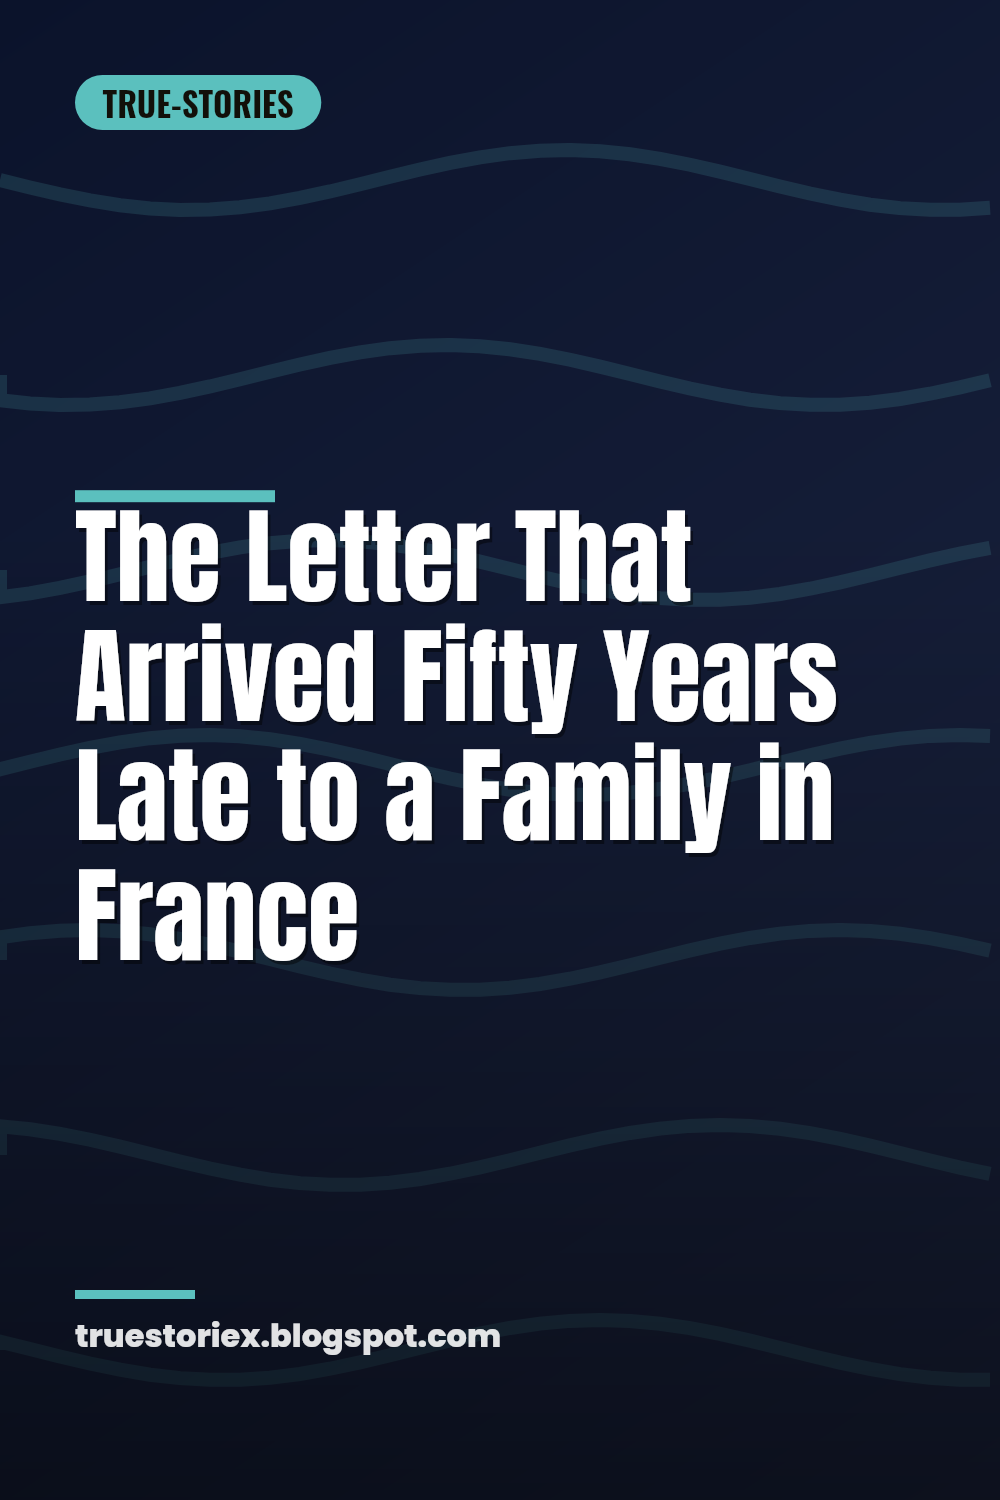 TRUE-STORIES
The Letter That
Arrived Fifty Years
Late to a Family in
France
truestoriex.blogspot.com